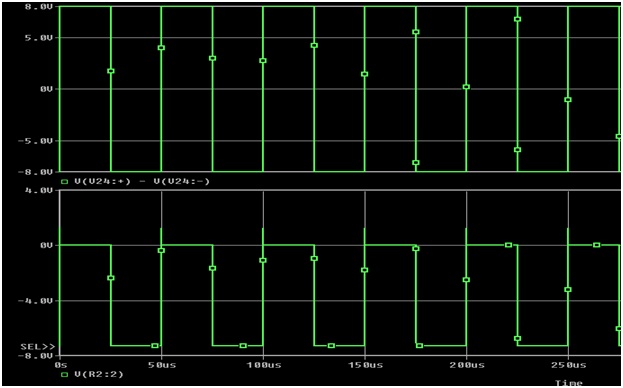 8.0V
5.0V
0V
-5.0V
-8.0V
V(V24:+) - V(V24:-)
4.0V
0V
-4.0V
SEL>>
-8.0V
0s 50us 100us 150us 200us 250us
V(R2:2)
Time